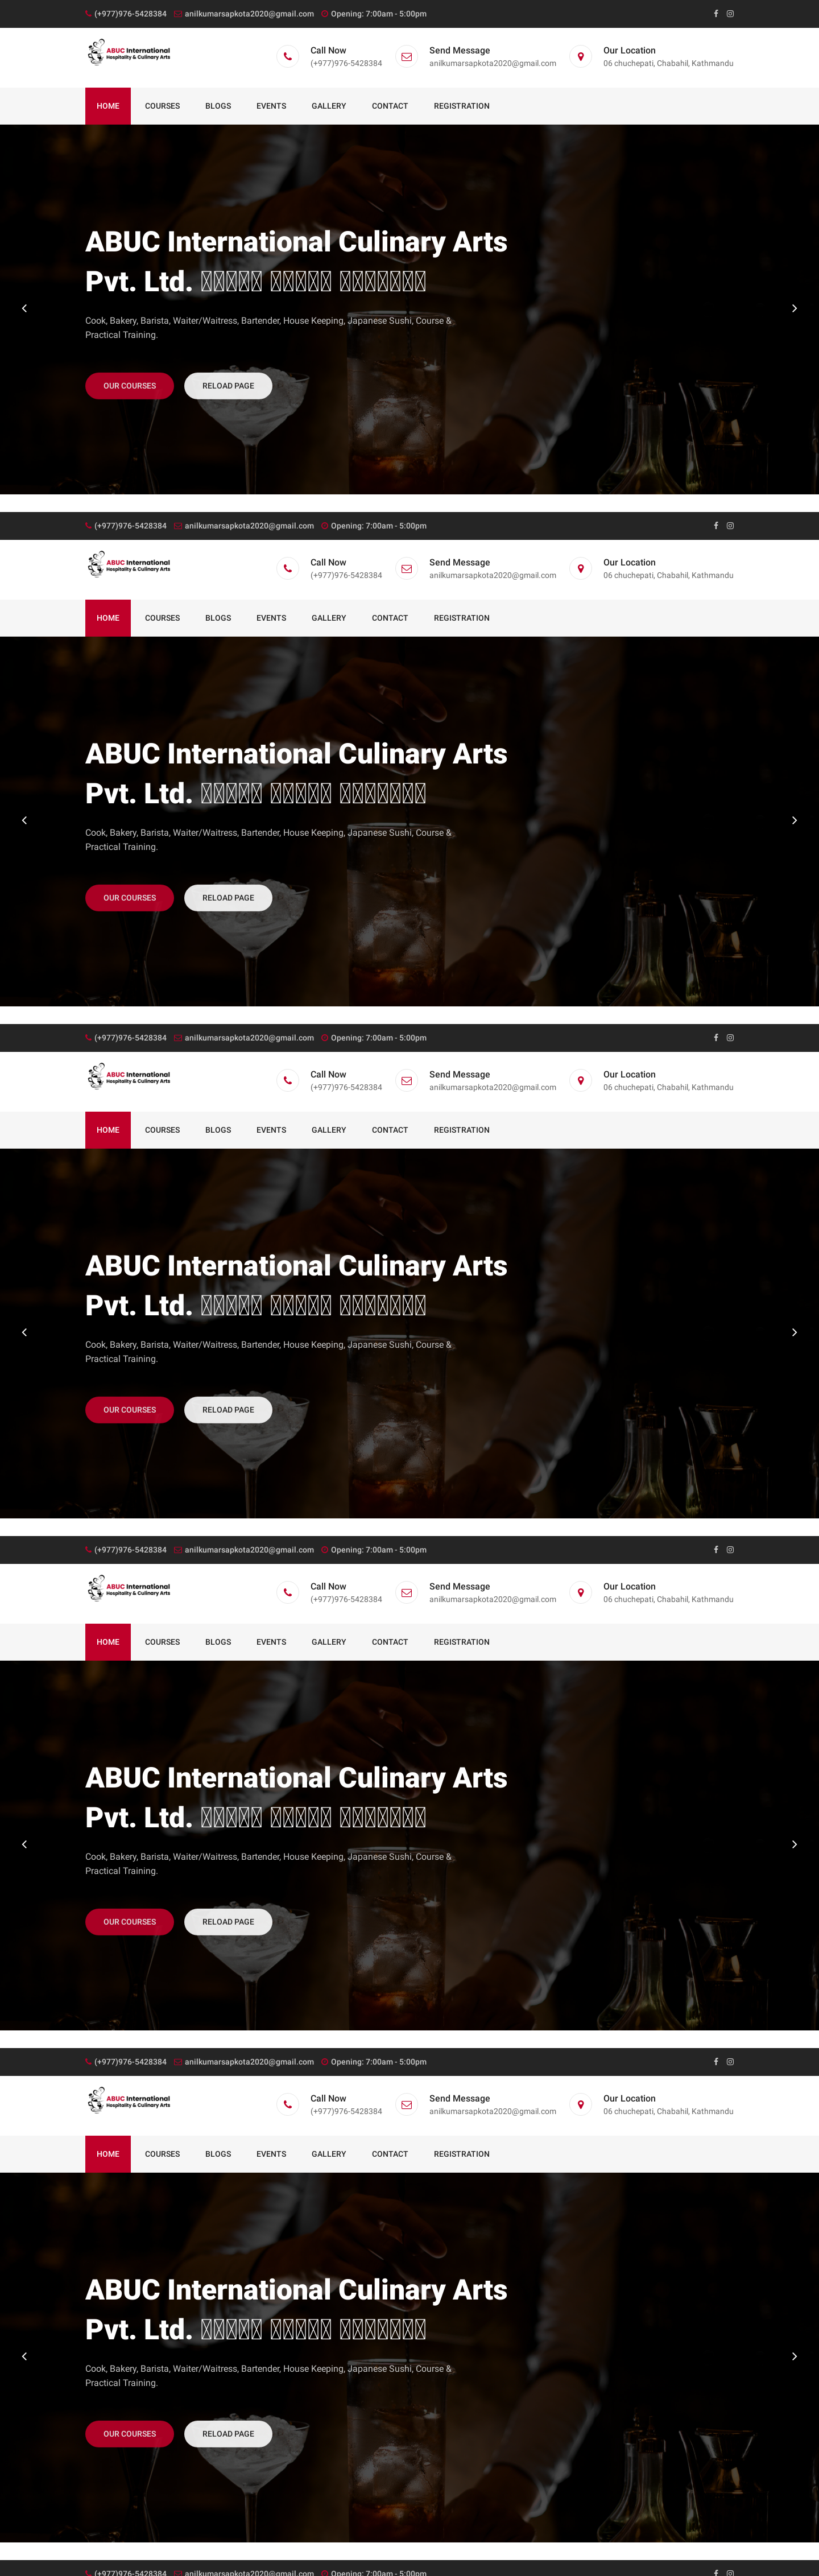 (+977)976-5428384 anilkumarsapkota2020@gmail.com Opening: 7:00am - 5:00pm
ABUC International
Hospitality & Culinary Arts
Call Now
(+977)976-5428384
Send Message
anilkumarsapkota2020@gmail.com
Our Location
06 chuchepati, Chabahil, Kathmandu
HOME COURSES BLOGS EVENTS GALLERY CONTACT REGISTRATION
ABUC International Culinary Arts
Pvt. Ltd.
Cook, Bakery, Barista, Waiter/Waitress, Bartender, House Keeping, Japanese Sushi, Course &
Practical Training.
OUR COURSES RELOAD PAGE
(+977)976-5428384 anilkumarsapkota2020@gmail.com Opening: 7:00am - 5:00pm
ABUC International
Hospitality & Culinary Arts
Call Now
(+977)976-5428384
Send Message
anilkumarsapkota2020@gmail.com
Our Location
06 chuchepati, Chabahil, Kathmandu
HOME COURSES BLOGS EVENTS GALLERY CONTACT REGISTRATION
ABUC International Culinary Arts
Pvt. Ltd.
Cook, Bakery, Barista, Waiter/Waitress, Bartender, House Keeping, Japanese Sushi, Course &
Practical Training.
OUR COURSES RELOAD PAGE
(+977)976-5428384 anilkumarsapkota2020@gmail.com Opening: 7:00am - 5:00pm
ABUC International
Hospitality & Culinary Arts
Call Now
(+977)976-5428384
Send Message
anilkumarsapkota2020@gmail.com
Our Location
06 chuchepati, Chabahil, Kathmandu
HOME COURSES BLOGS EVENTS GALLERY CONTACT REGISTRATION
ABUC International Culinary Arts
Pvt. Ltd.
Cook, Bakery, Barista, Waiter/Waitress, Bartender, House Keeping, Japanese Sushi, Course &
Practical Training.
OUR COURSES RELOAD PAGE
(+977)976-5428384 anilkumarsapkota2020@gmail.com Opening: 7:00am - 5:00pm
ABUC International
Hospitality & Culinary Arts
Call Now
(+977)976-5428384
Send Message
anilkumarsapkota2020@gmail.com
Our Location
06 chuchepati, Chabahil, Kathmandu
HOME COURSES BLOGS EVENTS GALLERY CONTACT REGISTRATION
ABUC International Culinary Arts
Pvt. Ltd.
Cook, Bakery, Barista, Waiter/Waitress, Bartender, House Keeping, Japanese Sushi, Course &
Practical Training.
OUR COURSES RELOAD PAGE
(+977)976-5428384 anilkumarsapkota2020@gmail.com Opening: 7:00am - 5:00pm
ABUC International
Hospitality & Culinary Arts
Call Now
(+977)976-5428384
Send Message
anilkumarsapkota2020@gmail.com
Our Location
06 chuchepati, Chabahil, Kathmandu
HOME COURSES BLOGS EVENTS GALLERY CONTACT REGISTRATION
ABUC International Culinary Arts
Pvt. Ltd.
Cook, Bakery, Barista, Waiter/Waitress, Bartender, House Keeping, Japanese Sushi, Course &
Practical Training.
OUR COURSES RELOAD PAGE
(+977)976-5428384 anilkumarsapkota2020@gmail.com Opening: 7:00am - 5:00pm